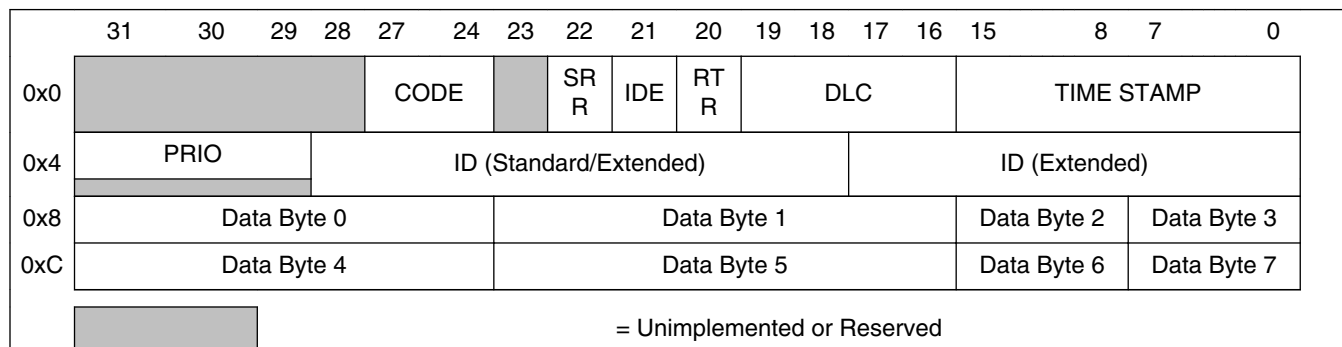 31 30 29 28 27 24 23 22 21 20 19 18 17 16 15 8 7 0
0x0 CODE SR R IDE RT R DLC TIME STAMP
0x4 PRIO ID (Standard/Extended) ID (Extended)
0x8 Data Byte 0 Data Byte 1 Data Byte 2 Data Byte 3
0xC Data Byte 4 Data Byte 5 Data Byte 6 Data Byte 7
= Unimplemented or Reserved